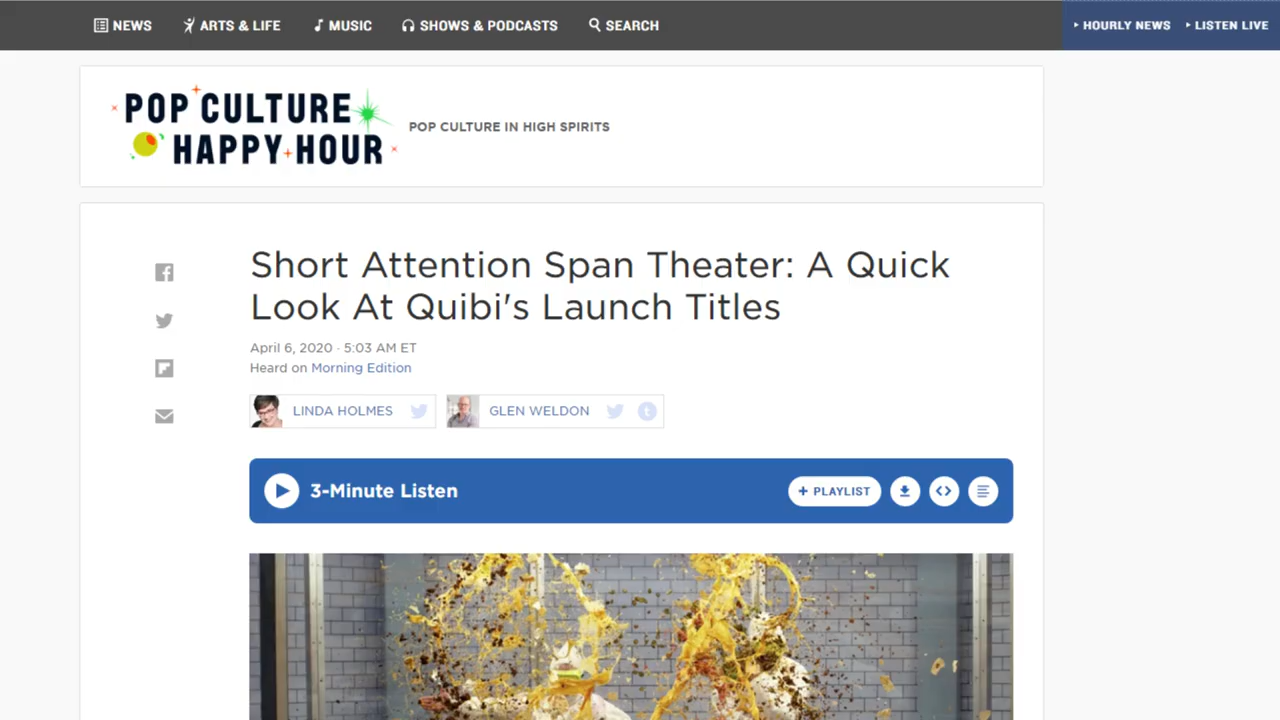 NEWS
ARTS & LIFE
MUSIC
SHOWS & PODCASTS
SEARCH
HOURLY NEWS
LISTEN LIVE
POP CULTURE
HAPPY HOUR
POP CULTURE IN HIGH SPIRITS
Short Attention Span Theater: A Quick
Look At Quibi's Launch Titles
April 6, 2020 · 5:03 AM ET
Heard on Morning Edition
LINDA HOLMES
GLEN WELDON
3-Minute Listen
+ PLAYLIST